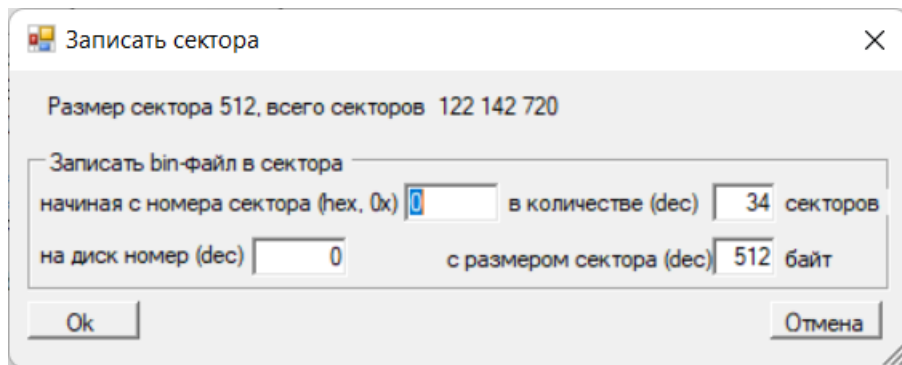 Записать сектора
Размер сектора 512, всего секторов 122 142 720
Записать bin-файл в сектора
начиная с номера сектора (hex, 0x) 0 в количестве (dec) 34 секторов
на диск номер (dec) 0 с размером сектора (dec) 512 байт
Ok Отмена